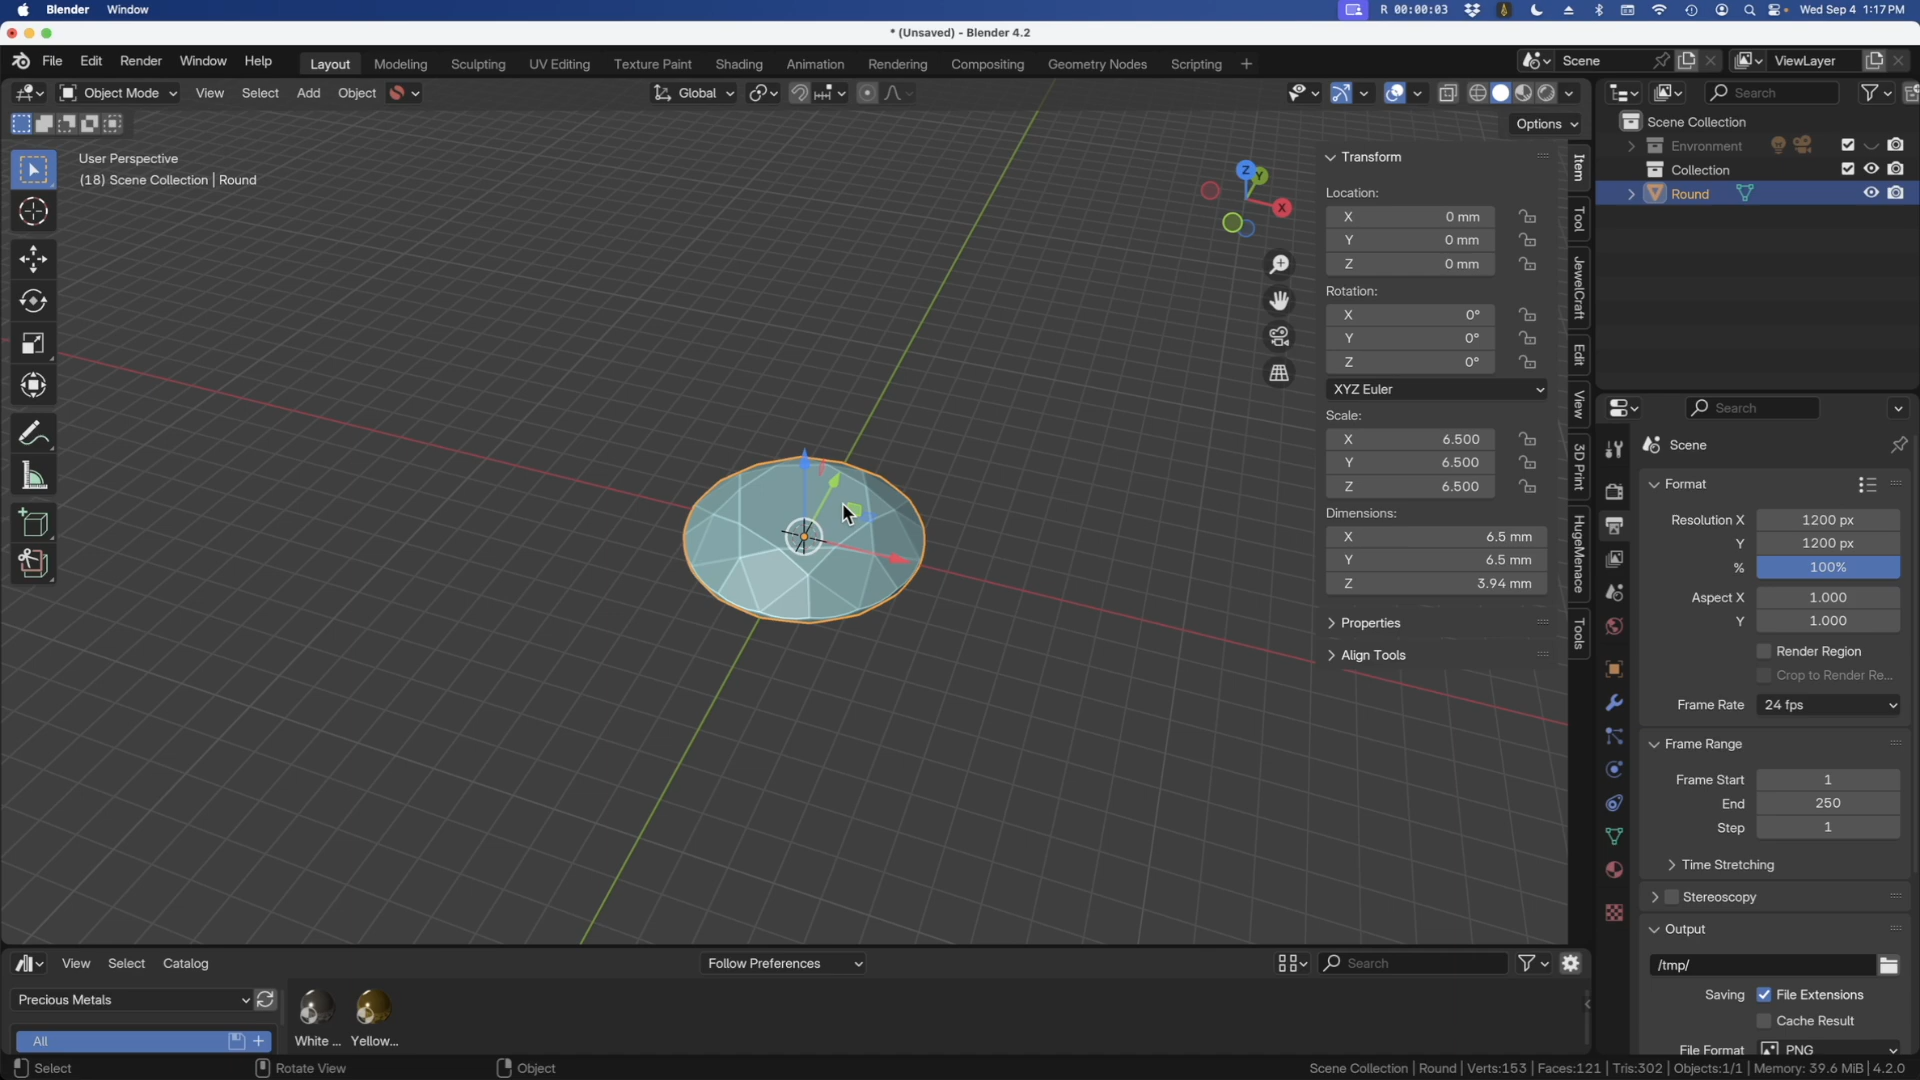 Blender Window R 00:00:03 Wed Sep 4 1:17 PM
* (Unsaved) - Blender 4.2
File Edit Render Window Help Layout Modeling Sculpting UV Editing Texture Paint Shading Animation Rendering Compositing Geometry Nodes Scripting + Scene ViewLayer
Object Mode View Select Add Object Global Search
Options
User Perspective
(18) Scene Collection | Round
Z
Y
X
Transform
Location:
X 0 mm
Y 0 mm
Z 0 mm
Rotation:
X 0°
Y 0°
Z 0°
XYZ Euler
Scale:
X 6.500
Y 6.500
Z 6.500
Dimensions:
X 6.5 mm
Y 6.5 mm
Z 3.94 mm
Properties
Align Tools
Item
Tool
JewelCraft
Edit
View
3D Print
HugeMenace
Tools
Scene Collection
Environment
Collection
Round
Search
Scene
Format
Resolution X 1200 px
Y 1200 px
% 100%
Aspect X 1.000
Y 1.000
Render Region
Crop to Render Re...
Frame Rate 24 fps
Frame Range
Frame Start 1
End 250
Step 1
Time Stretching
Stereoscopy
Output
/tmp/
Saving File Extensions
Cache Result
File Format PNG
View Select Catalog Follow Preferences Search
Precious Metals
All
White ... Yellow...
Select Rotate View Object Scene Collection | Round | Verts:153 | Faces:121 | Tris:302 | Objects:1/1 | Memory: 39.6 MiB | 4.2.0